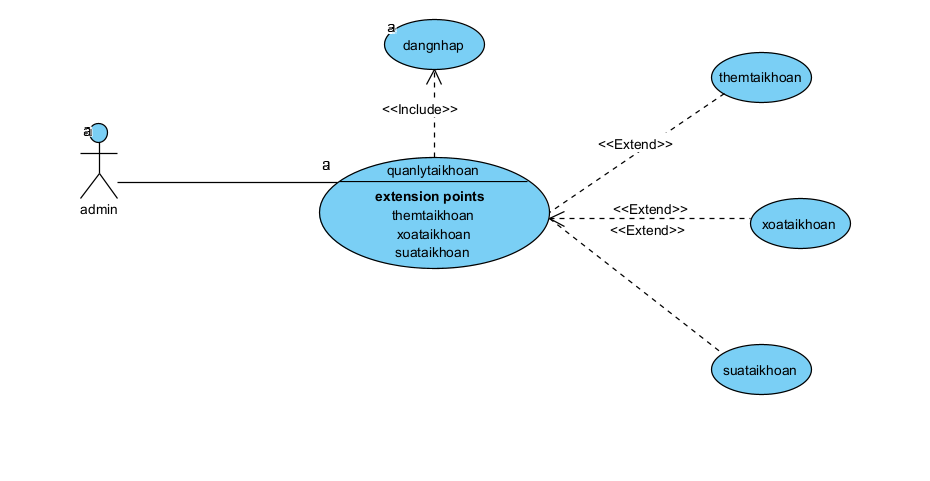 a
dangnhap
<<Include>>
themtaikhoan
<<Extend>>
a
admin
a
quanlytaikhoan
extension points
themtaikhoan
xoataikhoan
suataikhoan
<<Extend>>
<<Extend>>
xoataikhoan
suataikhoan